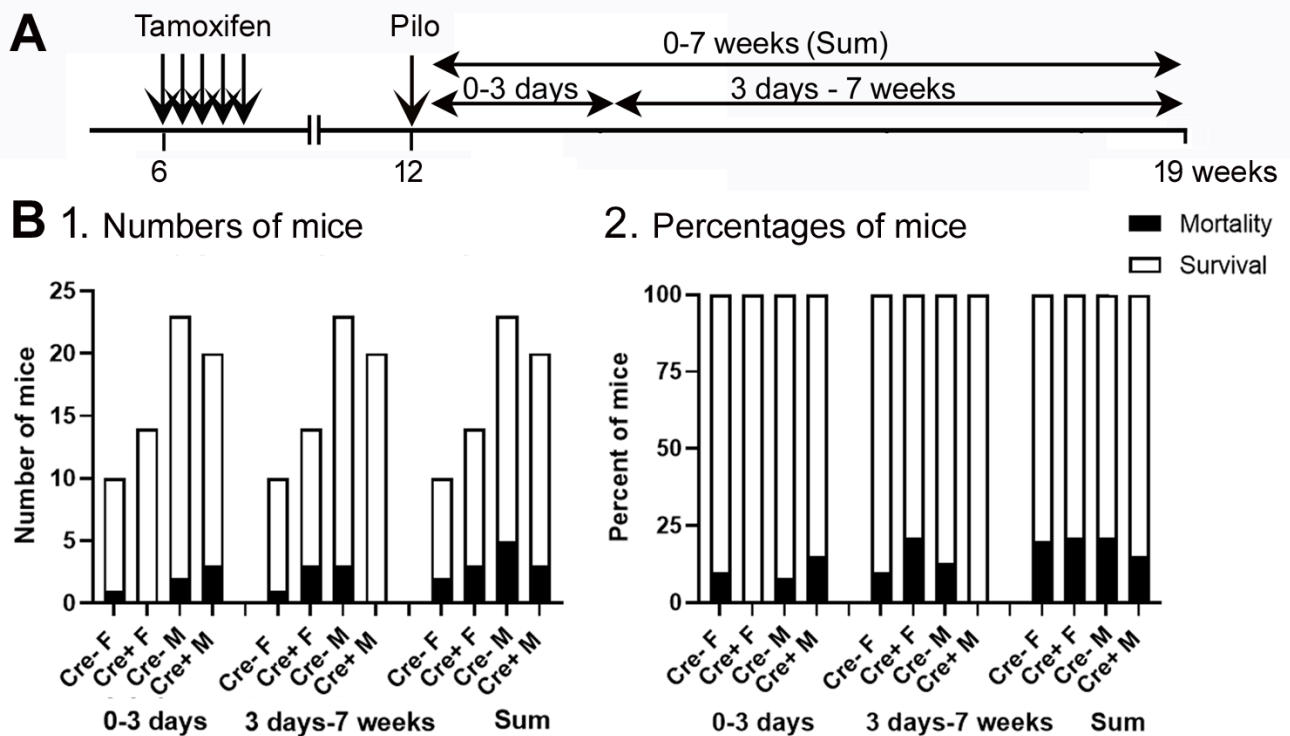 A
Tamoxifen
Pilo
0-7 weeks (Sum)
0-3 days
3 days - 7 weeks
6
12
19 weeks
B 1. Numbers of mice
2. Percentages of mice
Mortality
Survival
Number of mice
25
20
15
10
5
0
Cre- F
Cre+ F
Cre- M
Cre+ M
Cre- F
Cre+ F
Cre- M
Cre+ M
Cre- F
Cre+ F
Cre- M
Cre+ M
0-3 days
3 days-7 weeks
Sum
Percent of mice
100
75
50
25
0
Cre- F
Cre+ F
Cre- M
Cre+ M
Cre- F
Cre+ F
Cre- M
Cre+ M
Cre- F
Cre+ F
Cre- M
Cre+ M
0-3 days
3 days-7 weeks
Sum